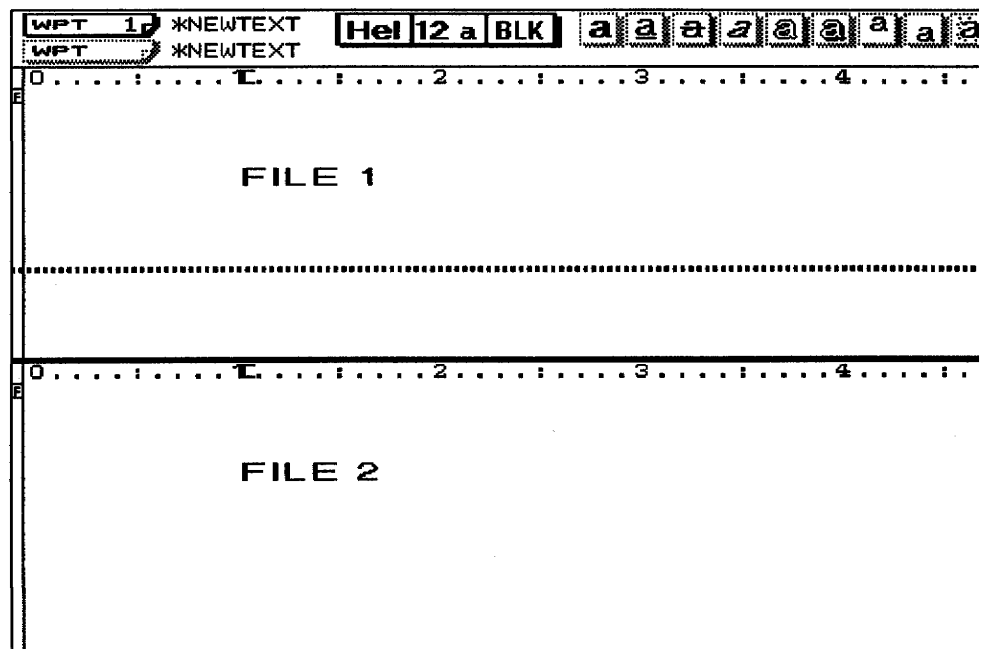 WPT 1 *NEWTEXT Hel 12 a BLK a a a a a a a a a
WPT *NEWTEXT
0 1 2 3 4
F
FILE 1
0 1 2 3 4
F
FILE 2